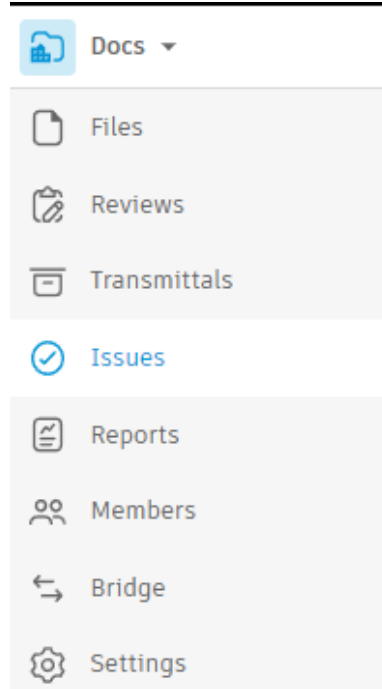 Docs
Files
Reviews
Transmittals
Issues
Reports
Members
Bridge
Settings